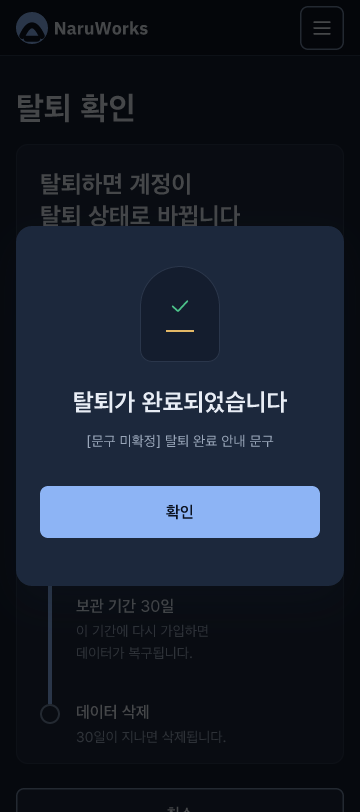 NaruWorks
탈퇴 확인
탈퇴하면 계정이
탈퇴 상태로 바뀝니다
탈퇴가 완료되었습니다
[문구 미확정] 탈퇴 완료 안내 문구
확인
보관 기간 30일
이 기간에 다시 가입하면
데이터가 복구됩니다.
데이터 삭제
30일이 지나면 삭제됩니다.
취소